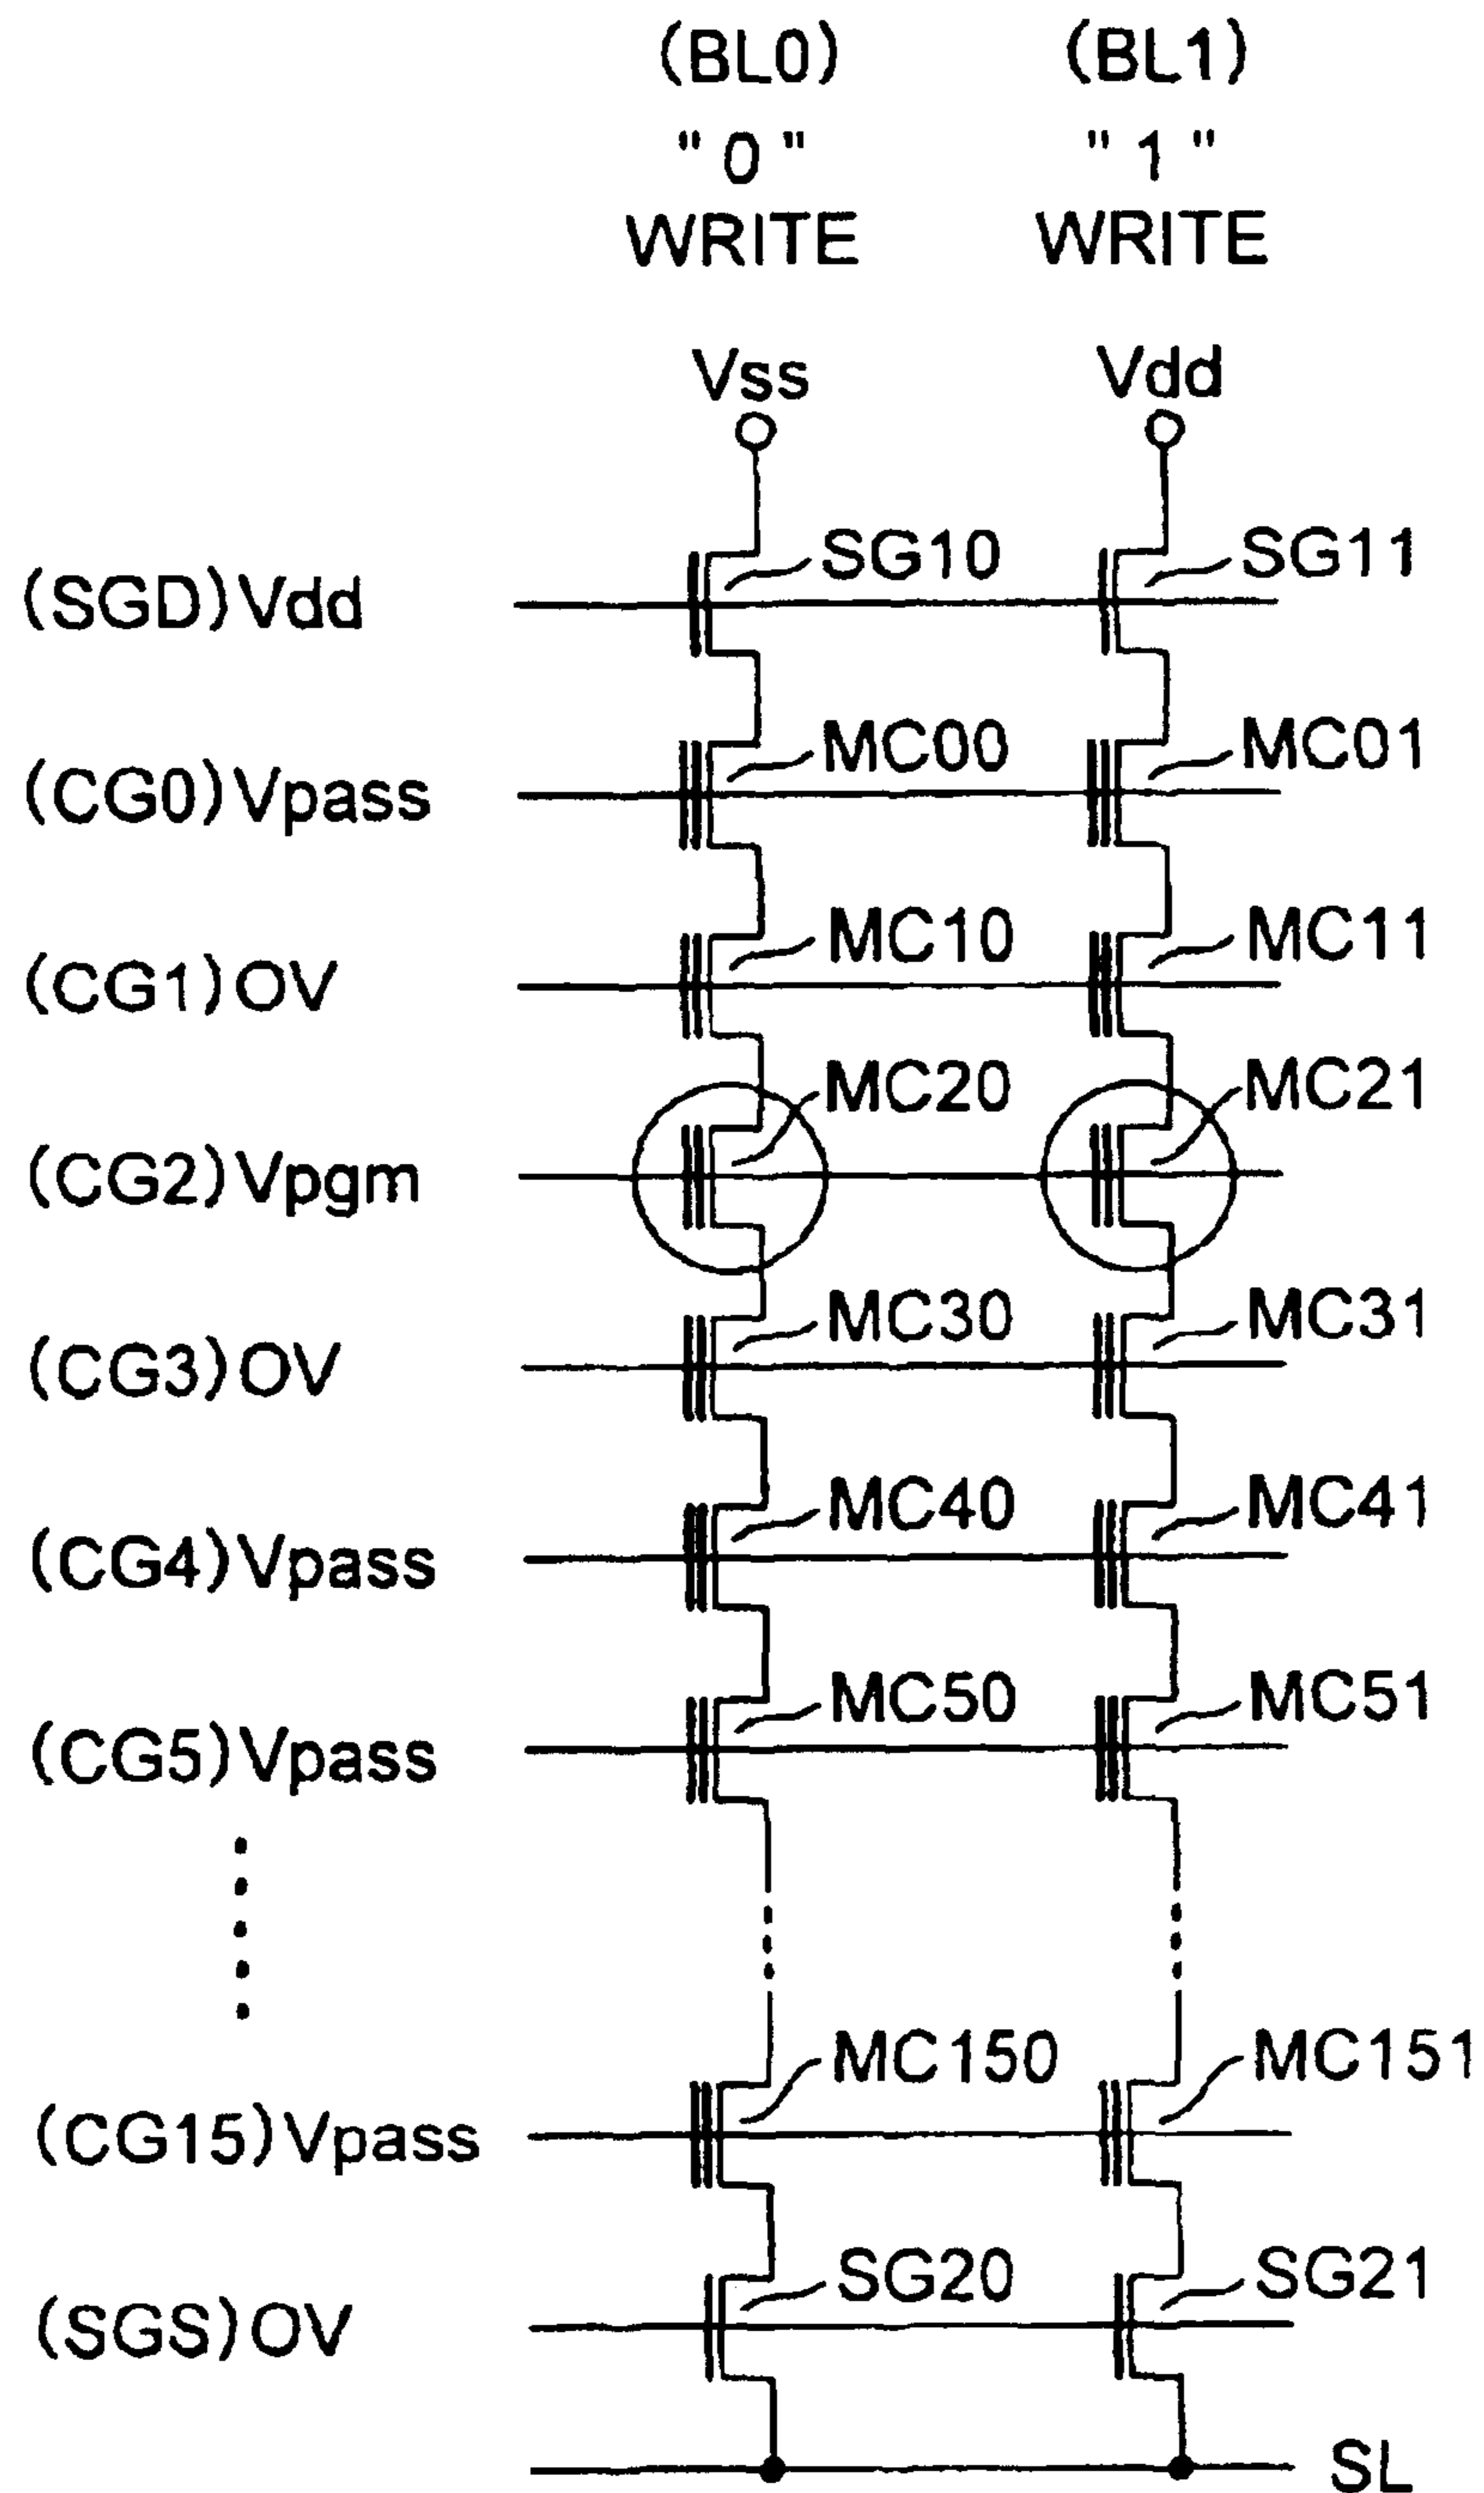 (BL0) (BL1)
"0" "1"
WRITE WRITE
Vss Vdd
SG10 SG11
(SGD)Vdd
MC00 MC01
(CG0)Vpass
MC10 MC11
(CG1)0V
MC20 MC21
(CG2)Vpgm
MC30 MC31
(CG3)0V
MC40 MC41
(CG4)Vpass
MC50 MC51
(CG5)Vpass
MC150 MC151
(CG15)Vpass
SG20 SG21
(SGS)0V
SL